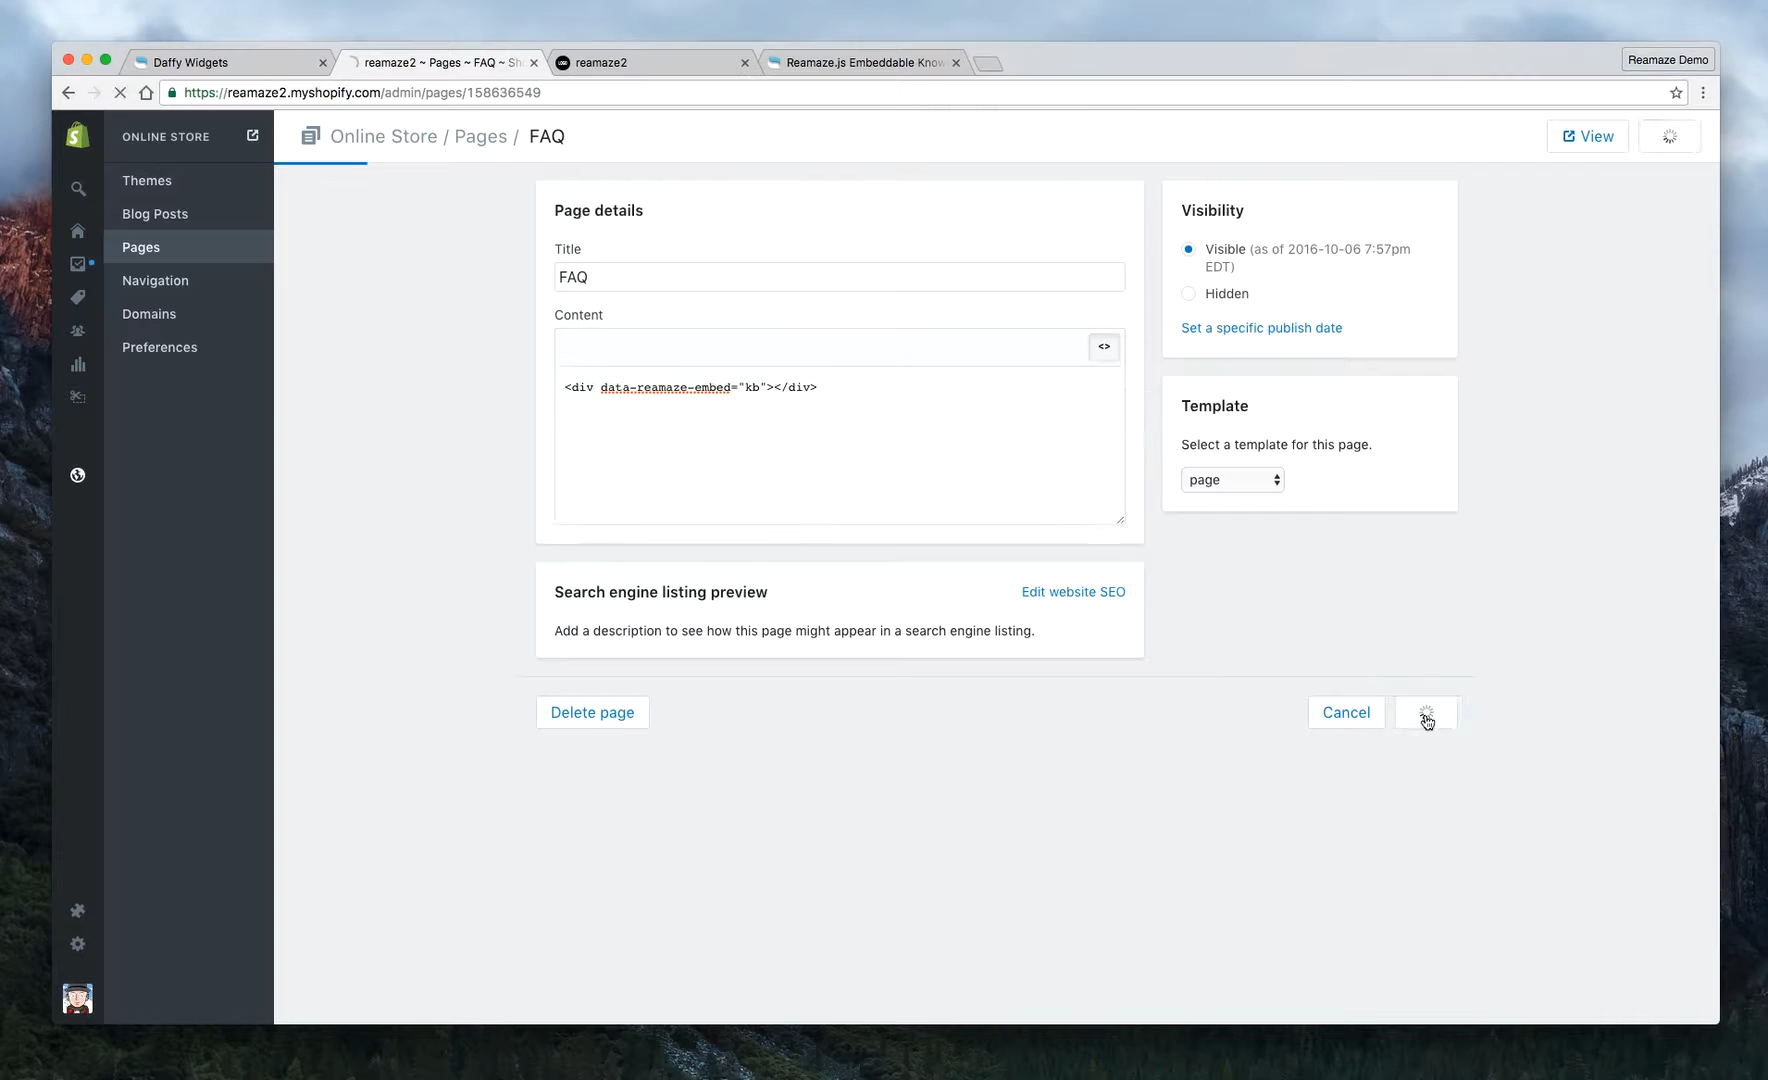 Daffy Widgets
reamaze2 ~ Pages ~ FAQ ~ Sh
reamaze2
Reamaze.js Embeddable Know
Reamaze Demo
https://reamaze2.myshopify.com/admin/pages/158636549
ONLINE STORE
Online Store / Pages / FAQ
View
Themes
Blog Posts
Pages
Navigation
Domains
Preferences
Page details
Title
FAQ
Content
<>
<div data-reamaze-embed="kb"></div>
Visibility
Visible (as of 2016-10-06 7:57pm
EDT)
Hidden
Set a specific publish date
Template
Select a template for this page.
page
Search engine listing preview
Edit website SEO
Add a description to see how this page might appear in a search engine listing.
Delete page
Cancel